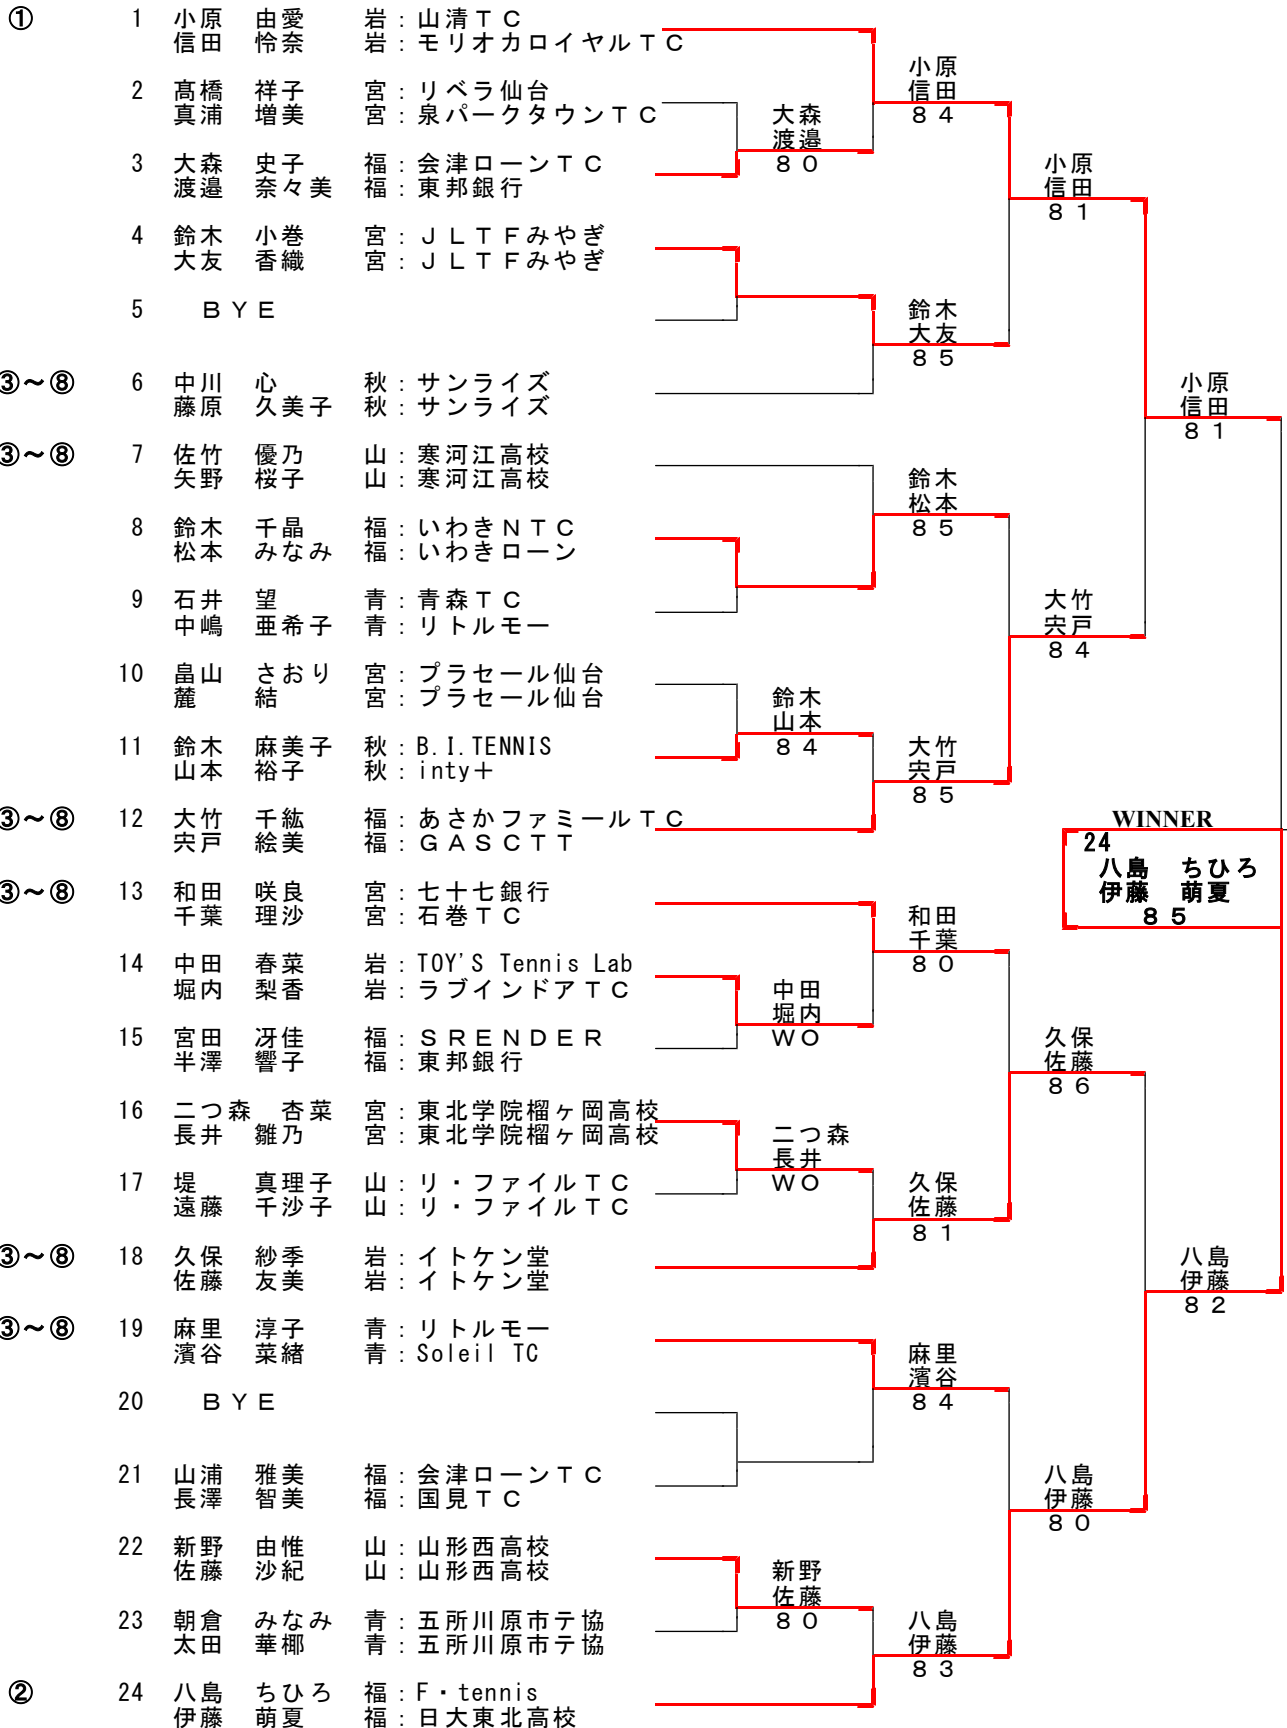 ① 1 小原 由愛 岩：山清ＴＣ
信田 怜奈 岩：モリオカロイヤルＴＣ
2 髙橋 祥子 宮：リベラ仙台
真浦 増美 宮：泉パークタウンＴＣ
3 大森 史子 福：会津ローンＴＣ
渡邉 奈々美 福：東邦銀行
4 鈴木 小巻 宮：ＪＬＴＦみやぎ
大友 香織 宮：ＪＬＴＦみやぎ
5 ＢＹＥ
③～⑧ 6 中川 心 秋：サンライズ
藤原 久美子 秋：サンライズ
③～⑧ 7 佐竹 優乃 山：寒河江高校
矢野 桜子 山：寒河江高校
8 鈴木 千晶 福：いわきＮＴＣ
松本 みなみ 福：いわきローン
9 石井 望 青：青森ＴＣ
中嶋 亜希子 青：リトルモー
10 畠山 さおり 宮：プラセール仙台
麓 結 宮：プラセール仙台
11 鈴木 麻美子 秋：B.I.TENNIS
山本 裕子 秋：inty＋
③～⑧ 12 大竹 千紘 福：あさかファミールＴＣ
宍戸 絵美 福：ＧＡＳＣＴＴ
③～⑧ 13 和田 咲良 宮：七十七銀行
千葉 理沙 宮：石巻ＴＣ
14 中田 春菜 岩：TOY'S Tennis Lab
堀内 梨香 岩：ラブインドアＴＣ
15 宮田 冴佳 福：ＳＲＥＮＤＥＲ
半澤 響子 福：東邦銀行
16 二つ森 杏菜 宮：東北学院榴ヶ岡高校
長井 雛乃 宮：東北学院榴ヶ岡高校
17 堤 真理子 山：リ・ファイルＴＣ
遠藤 千沙子 山：リ・ファイルＴＣ
③～⑧ 18 久保 紗季 岩：イトケン堂
佐藤 友美 岩：イトケン堂
③～⑧ 19 麻里 淳子 青：リトルモー
濱谷 菜緒 青：Soleil TC
20 ＢＹＥ
21 山浦 雅美 福：会津ローンＴＣ
長澤 智美 福：国見ＴＣ
22 新野 由惟 山：山形西高校
佐藤 沙紀 山：山形西高校
23 朝倉 みなみ 青：五所川原市テ協
太田 華梛 青：五所川原市テ協
② 24 八島 ちひろ 福：F・tennis
伊藤 萌夏 福：日大東北高校
大森
渡邉
８０
鈴木
山本
８４
中田
堀内
ＷＯ
二つ森
長井
ＷＯ
新野
佐藤
８０
小原
信田
８４
鈴木
大友
８５
鈴木
松本
８５
大竹
宍戸
８５
和田
千葉
８０
久保
佐藤
８１
麻里
濱谷
８４
八島
伊藤
８３
小原
信田
８１
大竹
宍戸
８４
久保
佐藤
８６
八島
伊藤
８０
小原
信田
８１
八島
伊藤
８２
WINNER
24
八島 ちひろ
伊藤 萌夏
８５